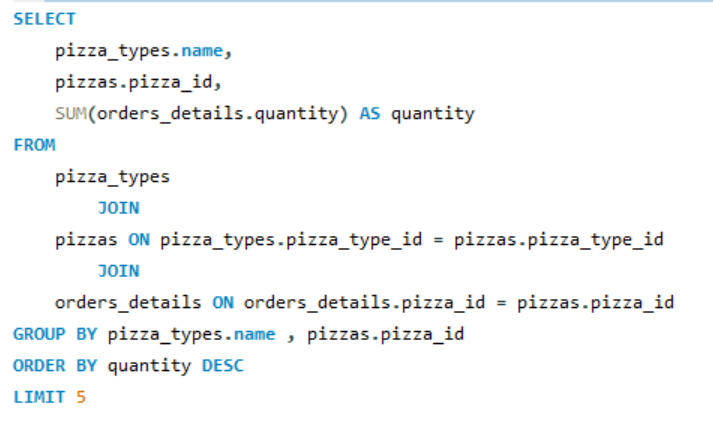 SELECT
pizza_types.name,
pizzas.pizza_id,
SUM(orders_details.quantity) AS quantity
FROM
pizza_types
JOIN
pizzas ON pizza_types.pizza_type_id = pizzas.pizza_type_id
JOIN
orders_details ON orders_details.pizza_id = pizzas.pizza_id
GROUP BY pizza_types.name , pizzas.pizza_id
ORDER BY quantity DESC
LIMIT 5